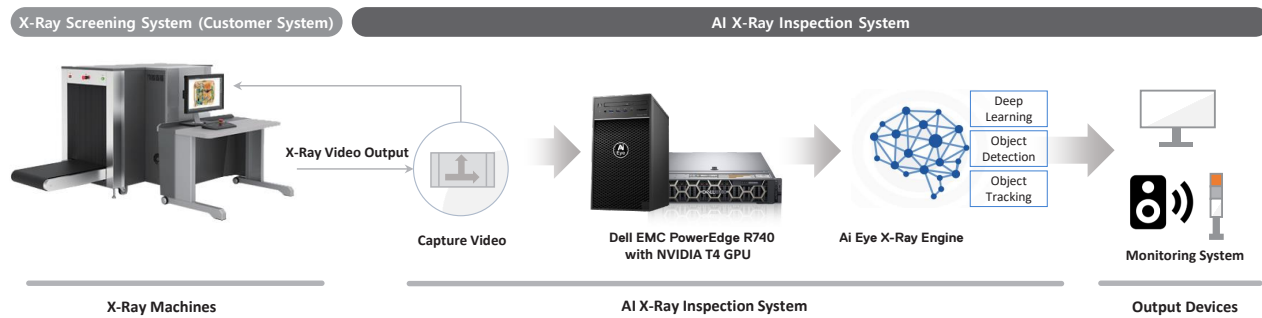 X-Ray Screening System (Customer System)
AI X-Ray Inspection System
X-Ray Video Output
Capture Video
Ai
Eye
Dell EMC PowerEdge R740
with NVIDIA T4 GPU
Ai Eye X-Ray Engine
Deep
Learning
Object
Detection
Object
Tracking
Monitoring System
X-Ray Machines
AI X-Ray Inspection System
Output Devices